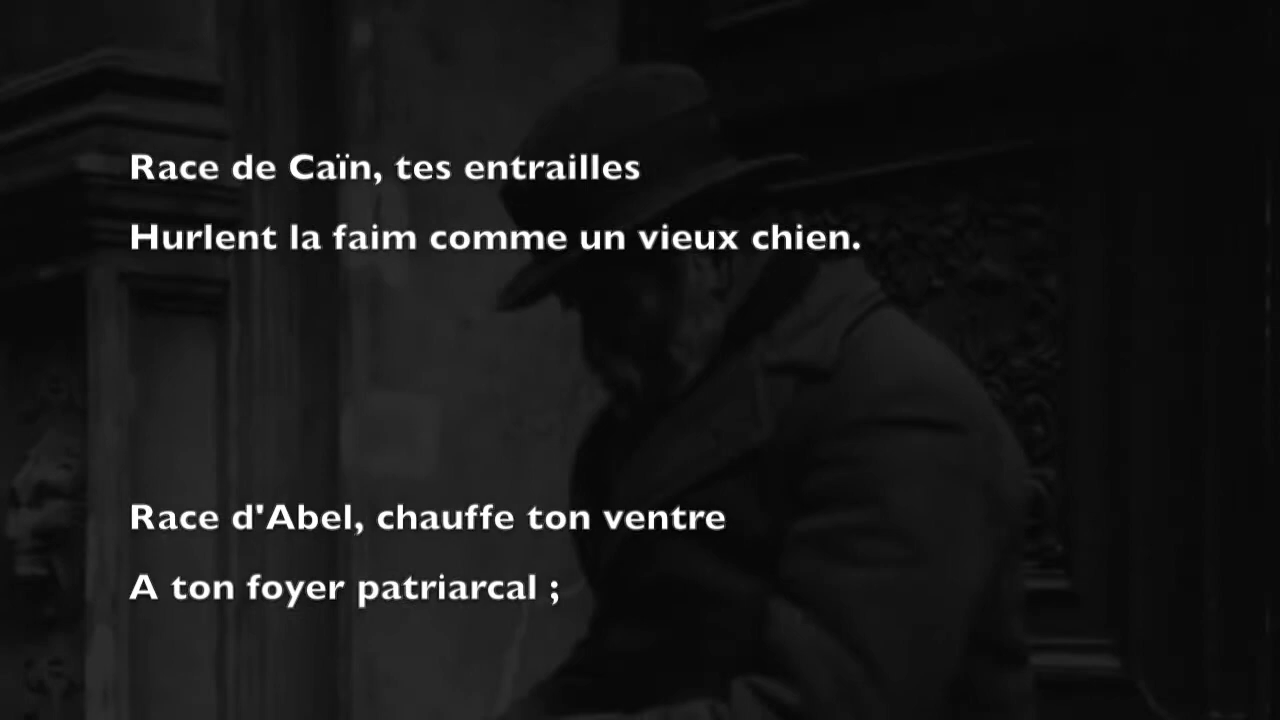 Race de Caïn, tes entrailles
Hurlent la faim comme un vieux chien.
Race d'Abel, chauffe ton ventre
A ton foyer patriarcal ;